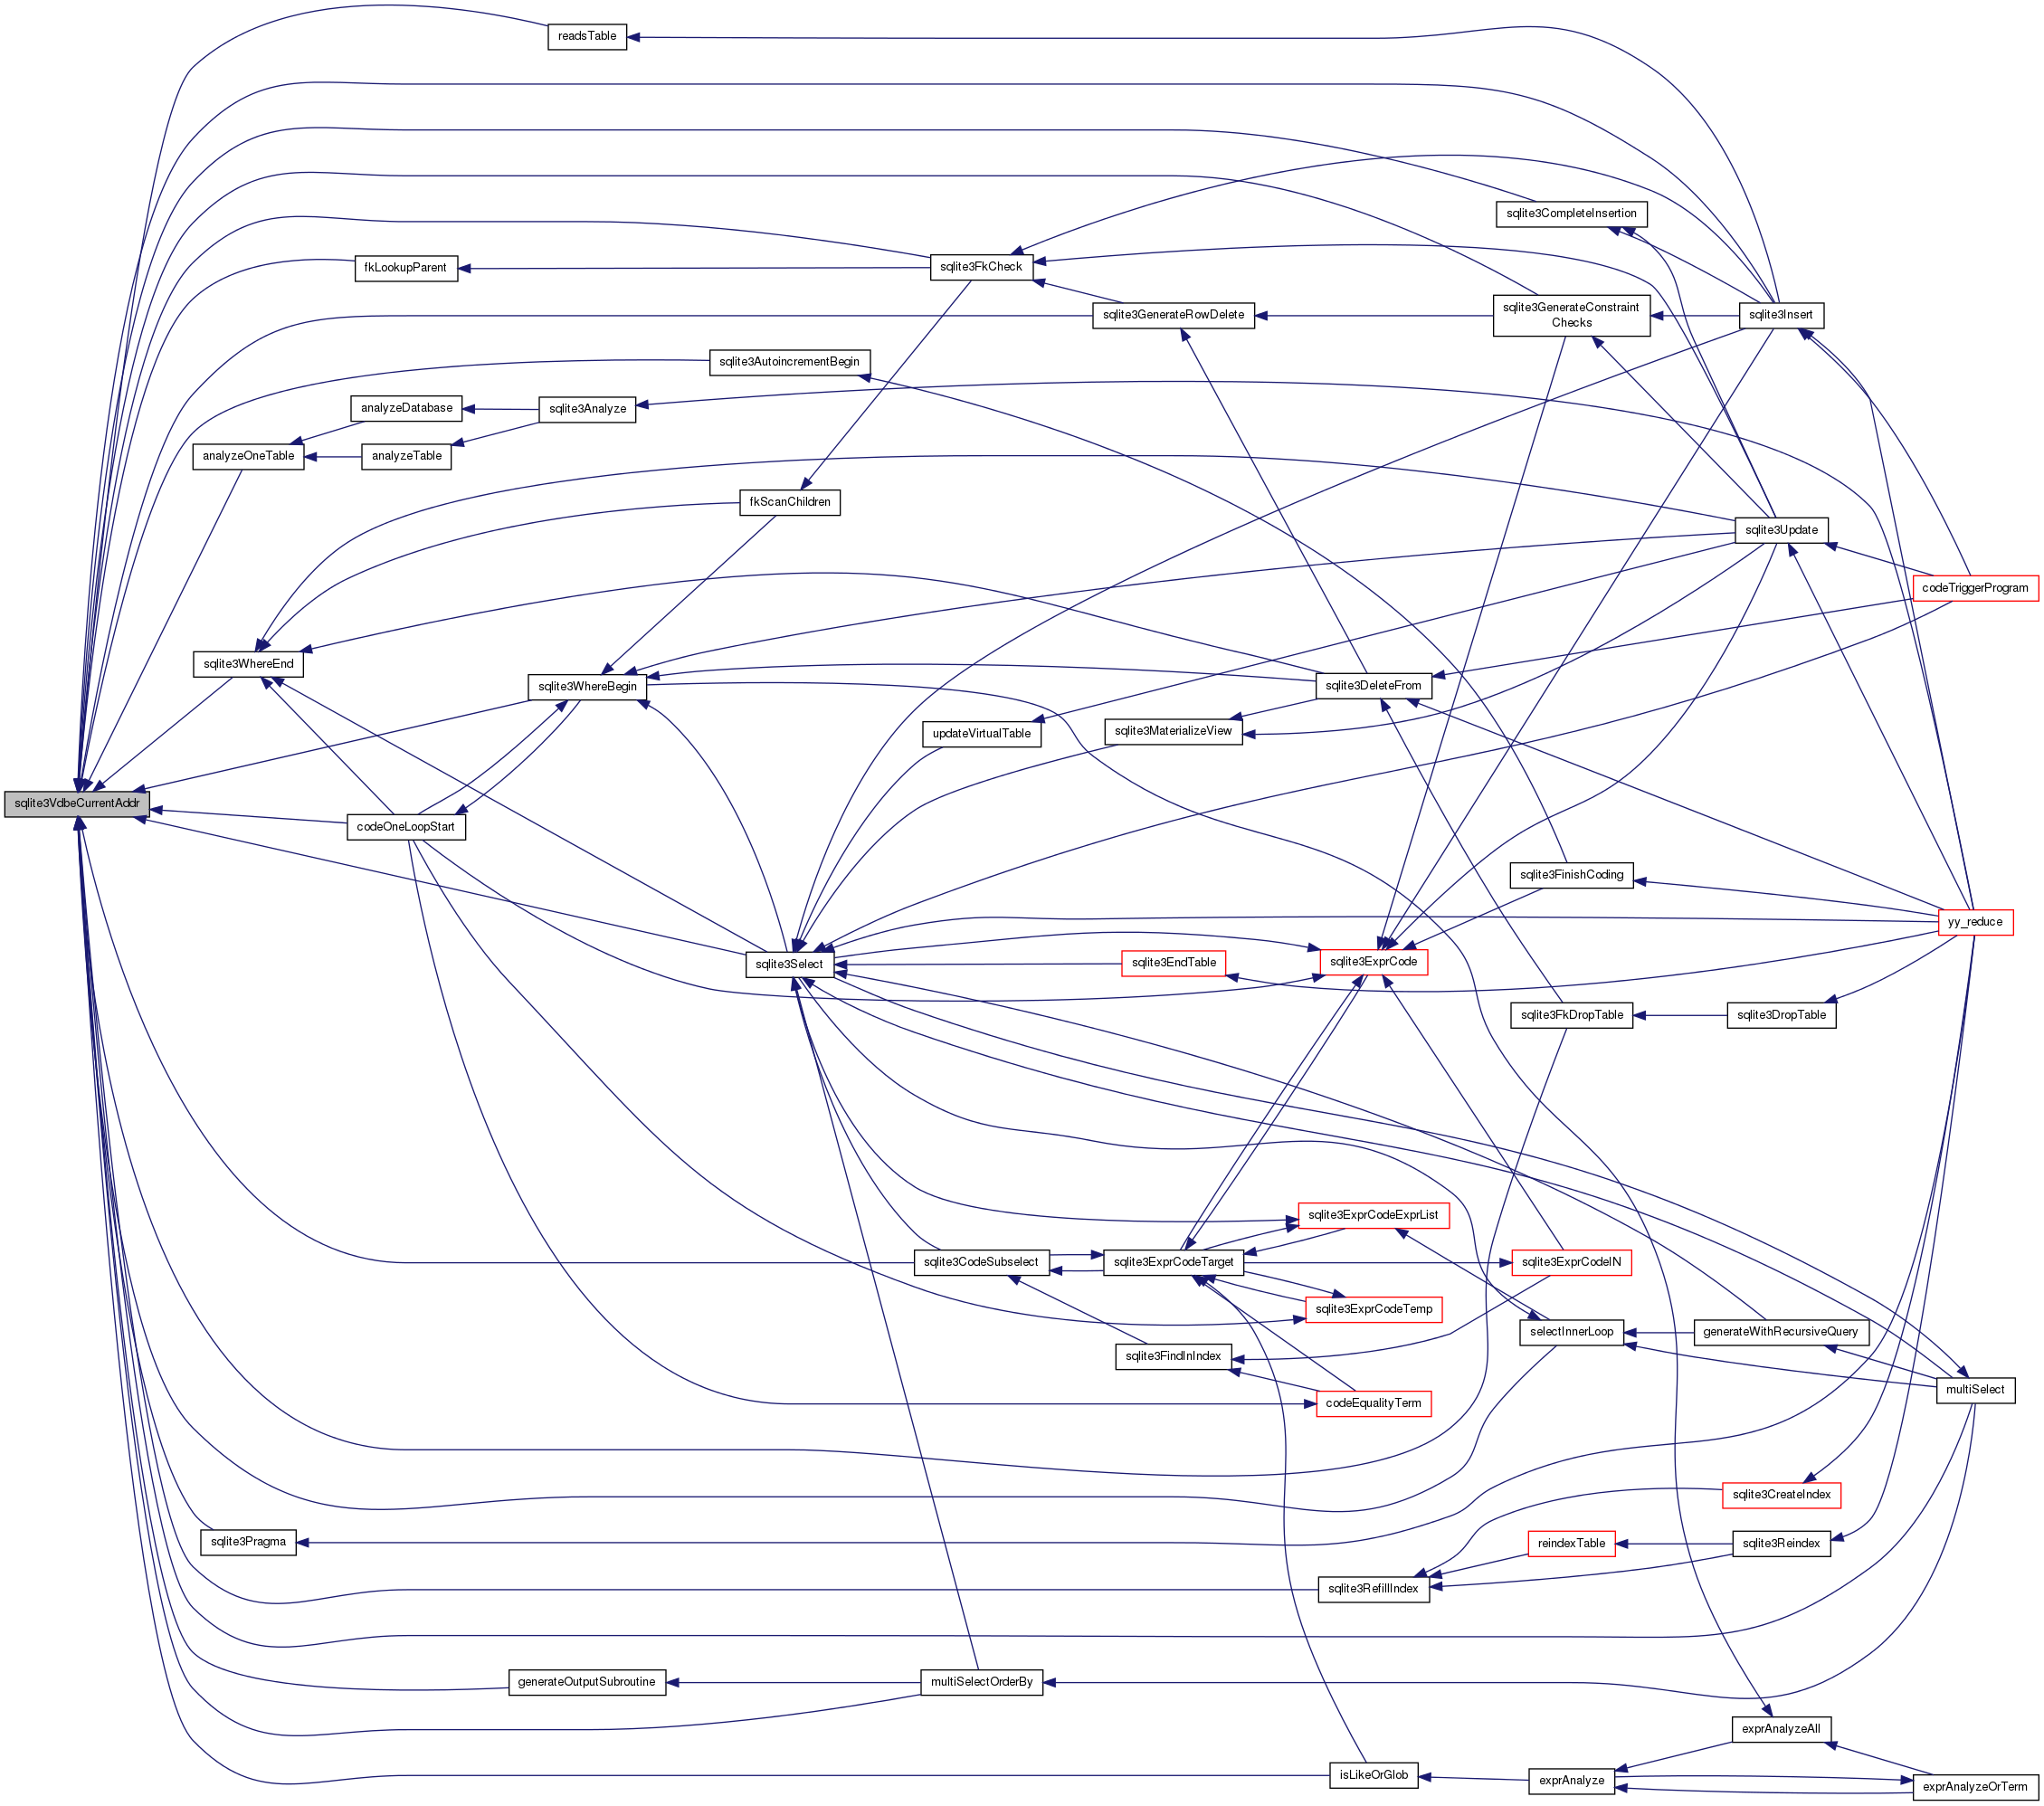 readsTable
sqlite3CompleteInsertion
fkLookupParent
sqlite3FkCheck
sqlite3GenerateRowDelete
sqlite3GenerateConstraint
Checks
sqlite3Insert
sqlite3AutoincrementBegin
analyzeDatabase
sqlite3Analyze
analyzeOneTable
analyzeTable
fkScanChildren
sqlite3Update
codeTriggerProgram
sqlite3WhereEnd
sqlite3WhereBegin
sqlite3DeleteFrom
updateVirtualTable
sqlite3MaterializeView
sqlite3VdbeCurrentAddr
codeOneLoopStart
sqlite3FinishCoding
yy_reduce
sqlite3Select
sqlite3EndTable
sqlite3ExprCode
sqlite3FkDropTable
sqlite3DropTable
sqlite3ExprCodeExprList
sqlite3CodeSubselect
sqlite3ExprCodeTarget
sqlite3ExprCodeIN
sqlite3ExprCodeTemp
selectInnerLoop
generateWithRecursiveQuery
sqlite3FindInIndex
multiSelect
codeEqualityTerm
sqlite3CreateIndex
sqlite3Pragma
reindexTable
sqlite3Reindex
sqlite3RefillIndex
generateOutputSubroutine
multiSelectOrderBy
exprAnalyzeAll
isLikeOrGlob
exprAnalyze
exprAnalyzeOrTerm